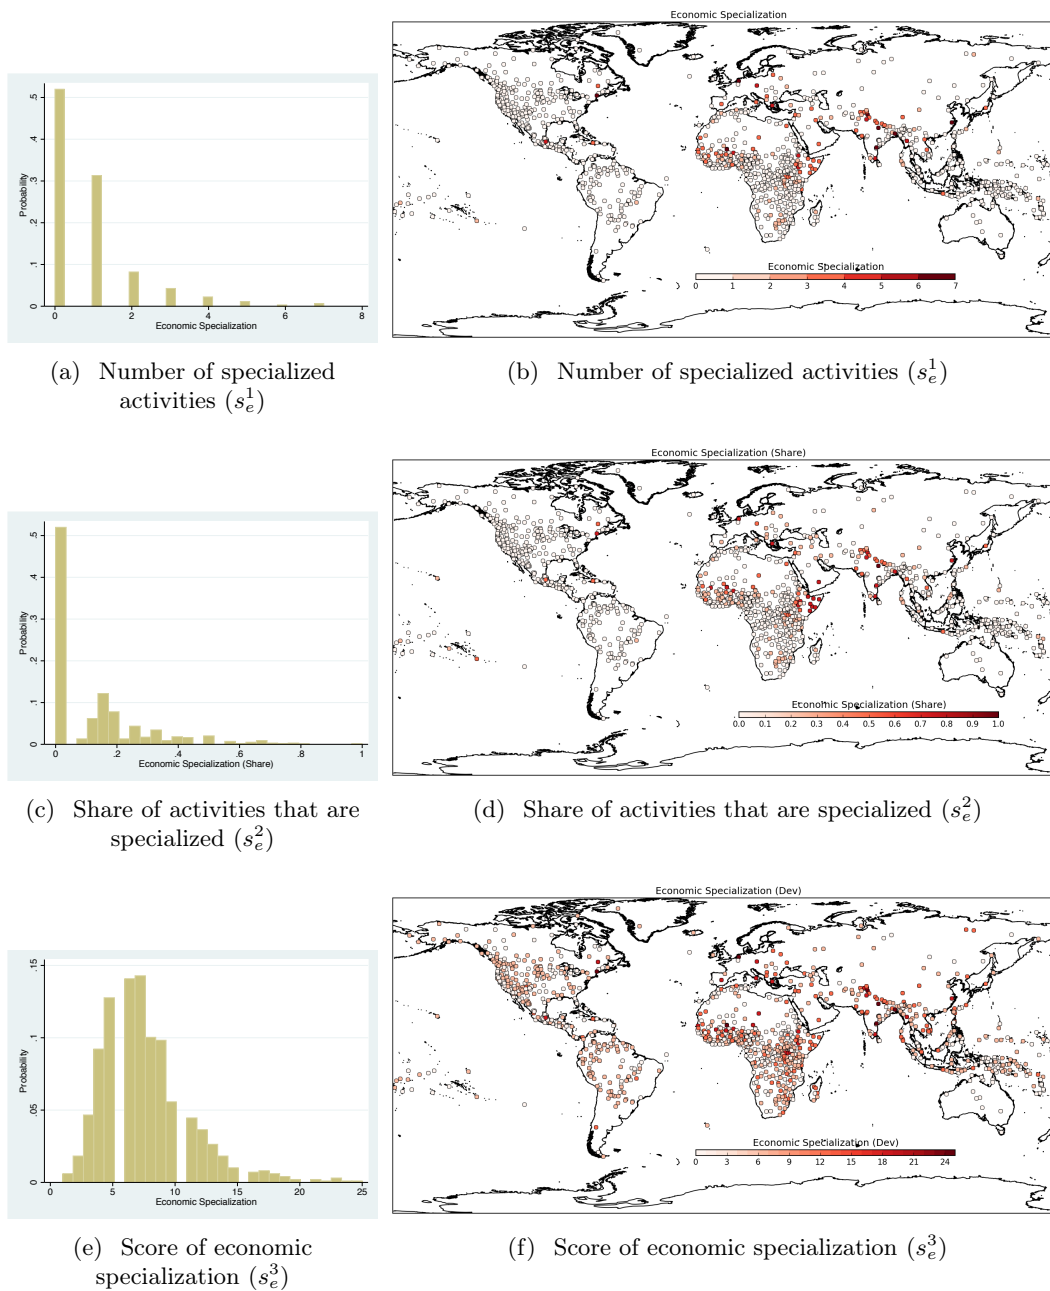 Economic Specialization
.5
.4
.3
.2
.1
0
Probability
0 2 4 6 8
Economic Specialization
Economic Specialization
0 1 2 3 4 5 6 7
(a) Number of specialized
activities (s_e^1)
(b) Number of specialized activities (s_e^1)
Economic Specialization (Share)
.5
.4
.3
.2
.1
0
Probability
0 .2 .4 .6 .8 1
Economic Specialization (Share)
Economic Specialization (Share)
0.0 0.1 0.2 0.3 0.4 0.5 0.6 0.7 0.8 0.9 1.0
(c) Share of activities that are
specialized (s_e^2)
(d) Share of activities that are specialized (s_e^2)
Economic Specialization (Dev)
.15
.1
.05
0
Probability
0 5 10 15 20 25
Economic Specialization
Economic Specialization (Dev)
0 3 6 9 12 15 18 21 24
(e) Score of economic
specialization (s_e^3)
(f) Score of economic specialization (s_e^3)